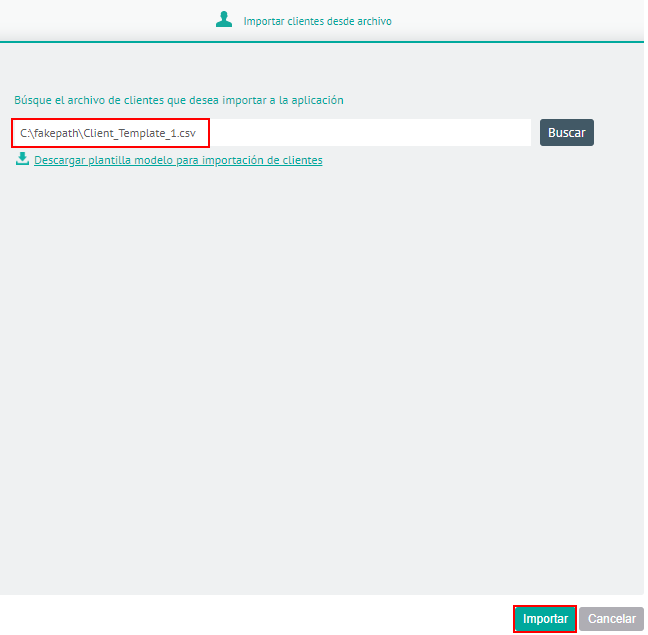 Importar clientes desde archivo
Búsque el archivo de clientes que desea importar a la aplicación
C:\fakepath\Client_Template_1.csv
Buscar
Descargar plantilla modelo para importación de clientes
Importar
Cancelar